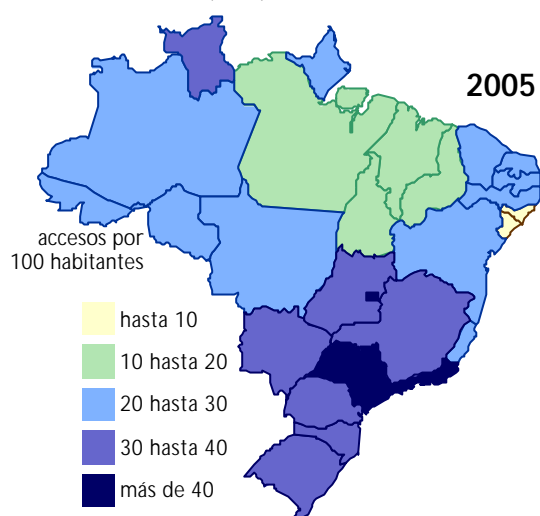 2005
accesos por
100 habitantes
hasta 10
10 hasta 20
20 hasta 30
30 hasta 40
más de 40